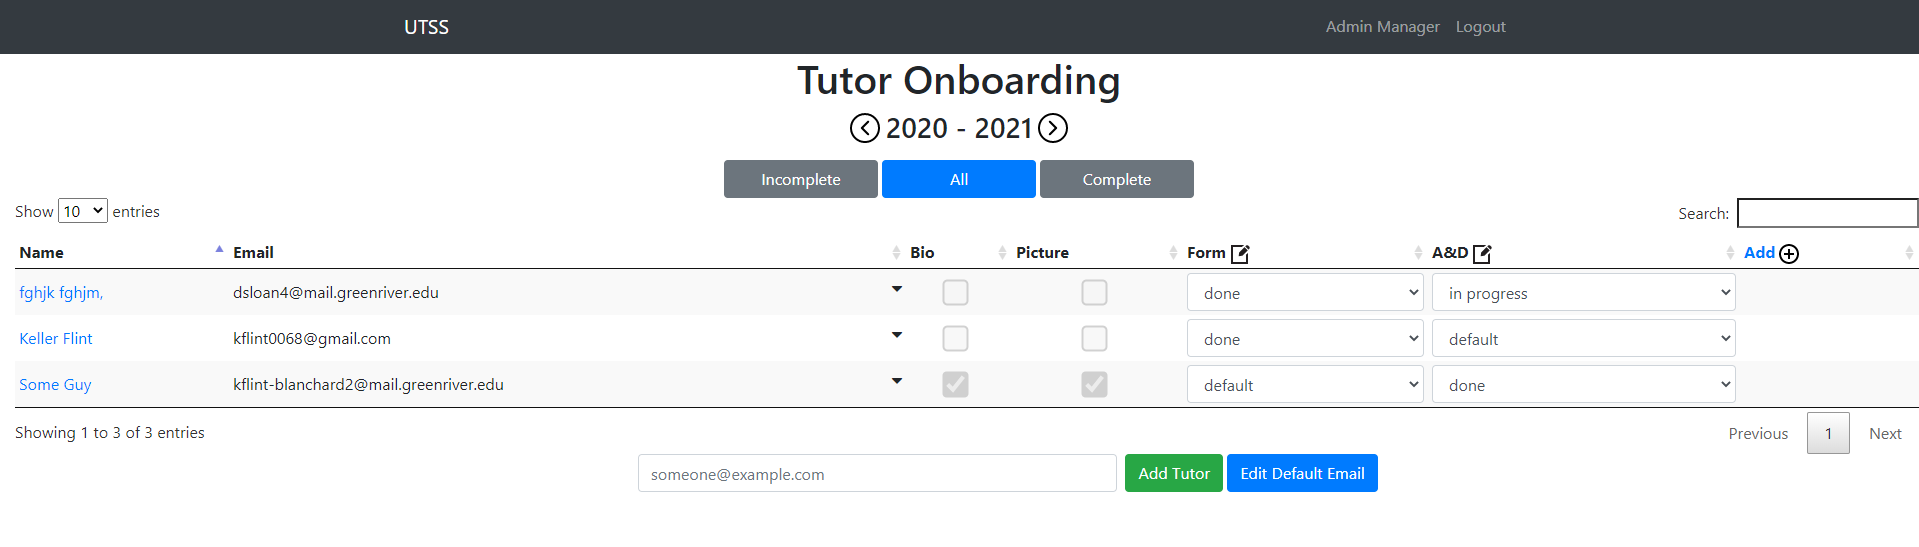 UTSS Admin Manager Logout
Tutor Onboarding
2020 - 2021
Incomplete All Complete
Show 10 entries Search:
Name Email Bio Picture Form A&D Add
fghjk fghjm, dsloan4@mail.greenriver.edu done in progress
Keller Flint kflint0068@gmail.com done default
Some Guy kflint-blanchard2@mail.greenriver.edu default done
Showing 1 to 3 of 3 entries Previous 1 Next
someone@example.com Add Tutor Edit Default Email